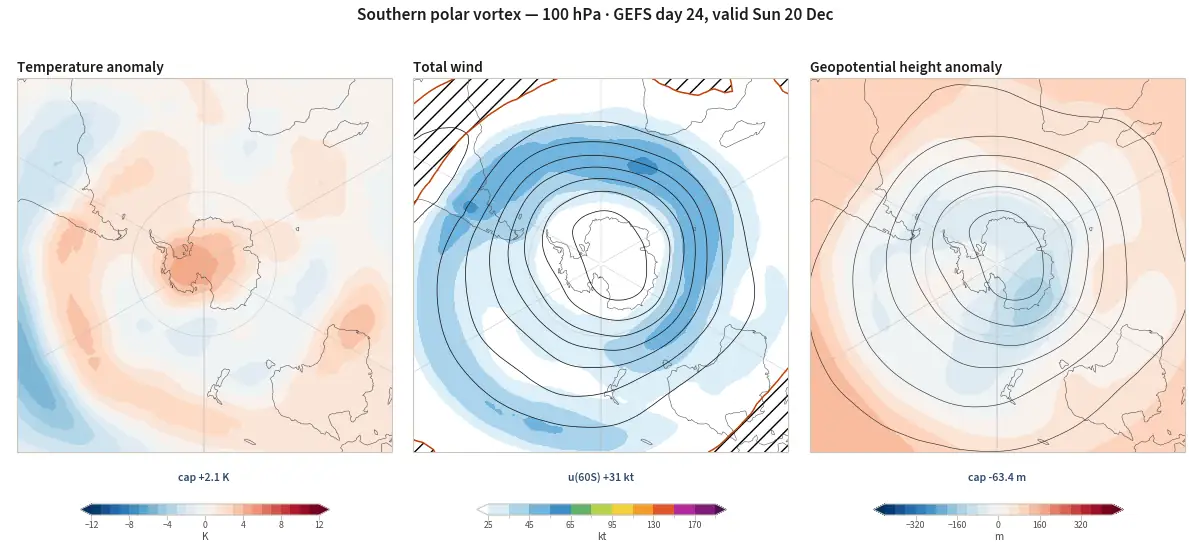 Southern polar vortex — 100 hPa · GEFS day 24, valid Sun 20 Dec
Temperature anomaly
Total wind
Geopotential height anomaly
cap +2.1 K
u(60S) +31 kt
cap -63.4 m
−12 −8 −4 0 4 8 12
K
25 45 65 95 130 170
kt
−320 −160 0 160 320
m